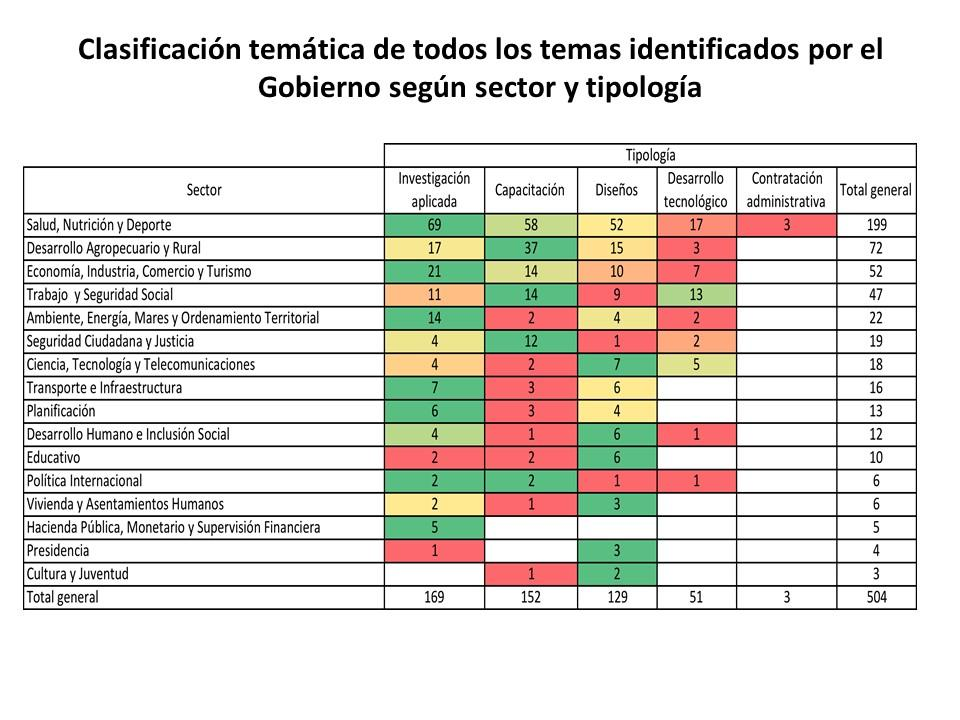 Clasificación temática de todos los temas identificados por el
Gobierno según sector y tipología
Tipología
Sector Investigación aplicada Capacitación Diseños Desarrollo tecnológico Contratación administrativa Total general
Salud, Nutrición y Deporte 69 58 52 17 3 199
Desarrollo Agropecuario y Rural 17 37 15 3 72
Economía, Industria, Comercio y Turismo 21 14 10 7 52
Trabajo y Seguridad Social 11 14 9 13 47
Ambiente, Energía, Mares y Ordenamiento Territorial 14 2 4 2 22
Seguridad Ciudadana y Justicia 4 12 1 2 19
Ciencia, Tecnología y Telecomunicaciones 4 2 7 5 18
Transporte e Infraestructura 7 3 6 16
Planificación 6 3 4 13
Desarrollo Humano e Inclusión Social 4 1 6 1 12
Educativo 2 2 6 10
Política Internacional 2 2 1 1 6
Vivienda y Asentamientos Humanos 2 1 3 6
Hacienda Pública, Monetario y Supervisión Financiera 5 5
Presidencia 1 3 4
Cultura y Juventud 1 2 3
Total general 169 152 129 51 3 504